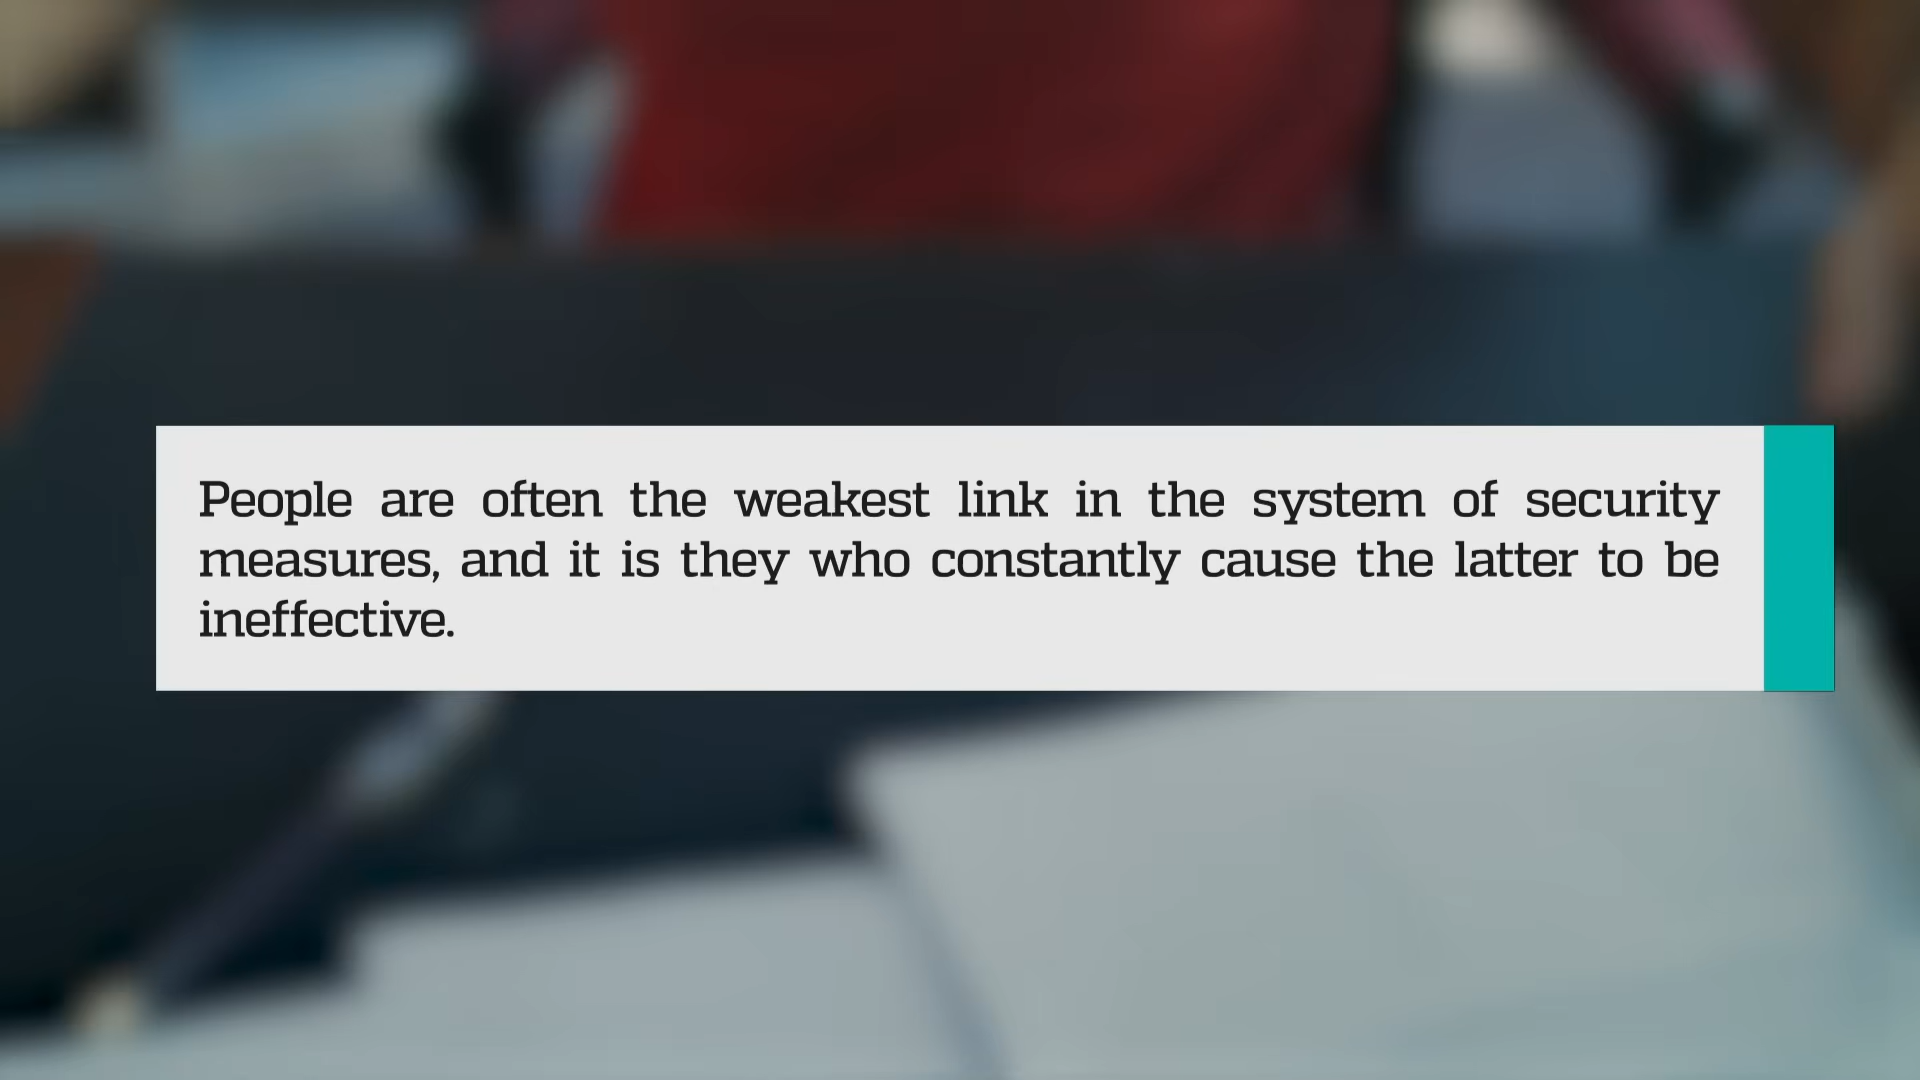 People are often the weakest link in the system of security
measures, and it is they who constantly cause the latter to be
ineffective.